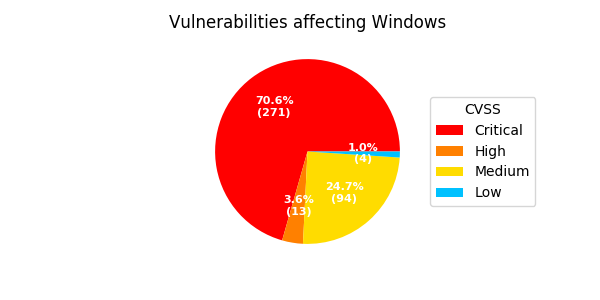 Vulnerabilities affecting Windows
70.6%
(271)
1.0%
(4)
24.7%
(94)
3.6%
(13)
CVSS
Critical
High
Medium
Low